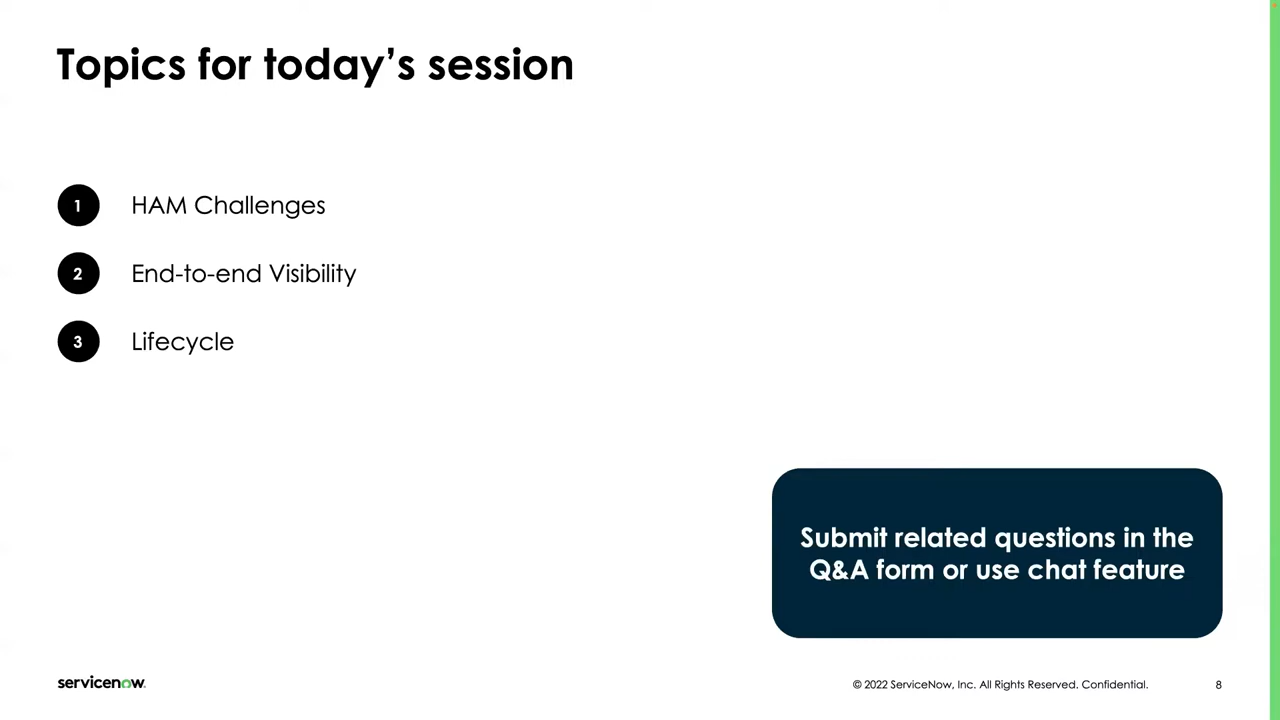 Topics for today’s session
1 HAM Challenges
2 End-to-end Visibility
3 Lifecycle
Submit related questions in the
Q&A form or use chat feature
servicenow.
© 2022 ServiceNow, Inc. All Rights Reserved. Confidential. 8